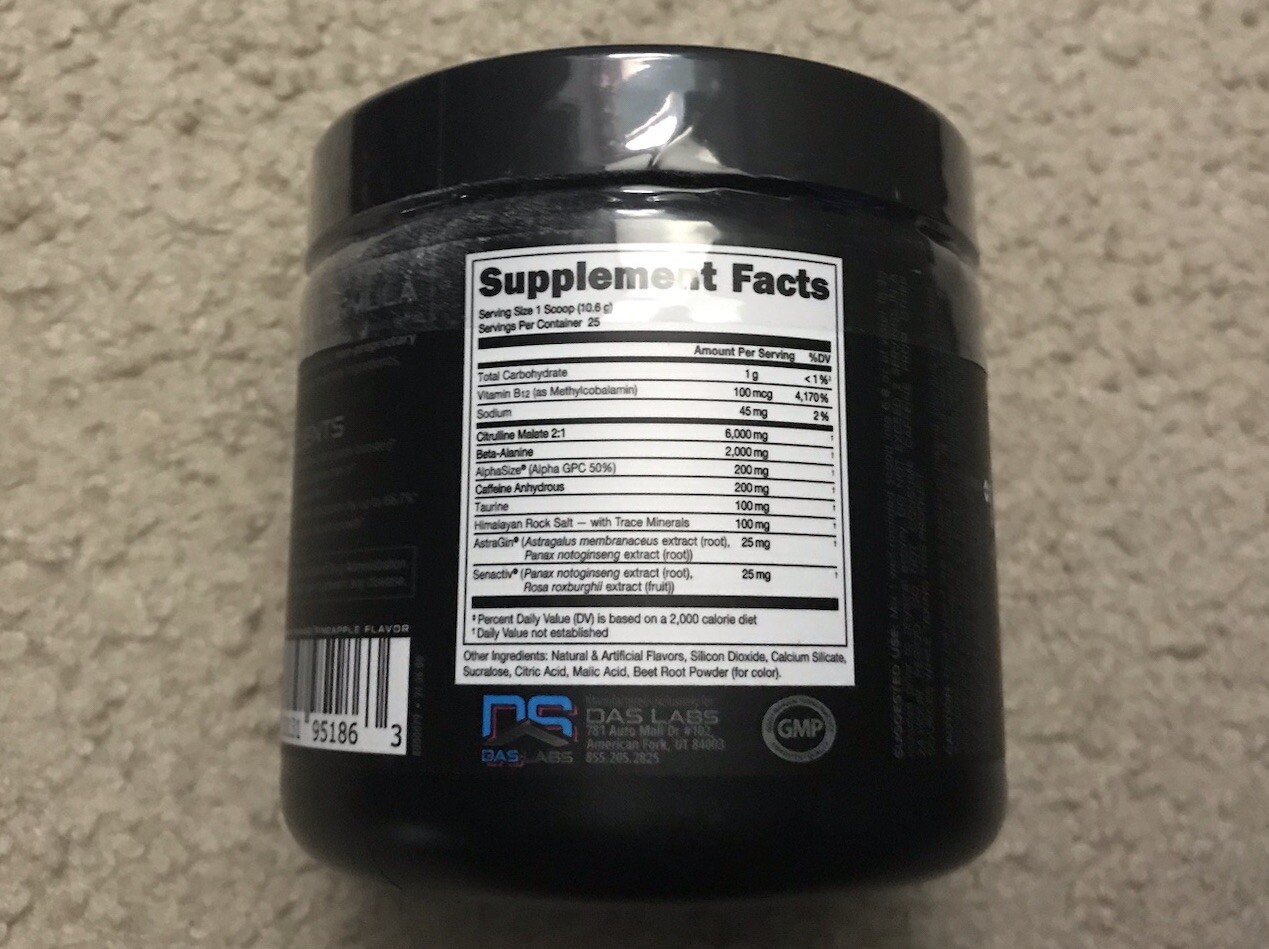 Supplement Facts
Serving Size 1 Scoop (10.6 g)
Servings Per Container 25
Amount Per Serving %DV
Total Carbohydrate 1 g <1%‡
Vitamin B12 (as Methylcobalamin) 100 mcg 4,170%
Sodium 45 mg 2%
Citrulline Malate 2:1 6,000 mg †
Beta-Alanine 2,000 mg †
AlphaSize® (Alpha GPC 50%) 200 mg †
Caffeine Anhydrous 200 mg †
Taurine 100 mg †
Himalayan Rock Salt — with Trace Minerals 100 mg †
AstraGin® (Astragalus membranaceus extract (root), 25 mg †
Panax notoginseng extract (root))
Senactiv® (Panax notoginseng extract (root), 25 mg †
Rosa roxburghii extract (fruit))
‡Percent Daily Value (DV) is based on a 2,000 calorie diet
†Daily Value not established
Other Ingredients: Natural & Artificial Flavors, Silicon Dioxide, Calcium Silicate,
Sucralose, Citric Acid, Malic Acid, Beet Root Powder (for color).
DAS LABS
DAS LABS
781 Auto Mall Dr #102
American Fork, UT 84003
855.205.2825
GMP
PINEAPPLE FLAVOR
95186 3
SUGGESTED USE: